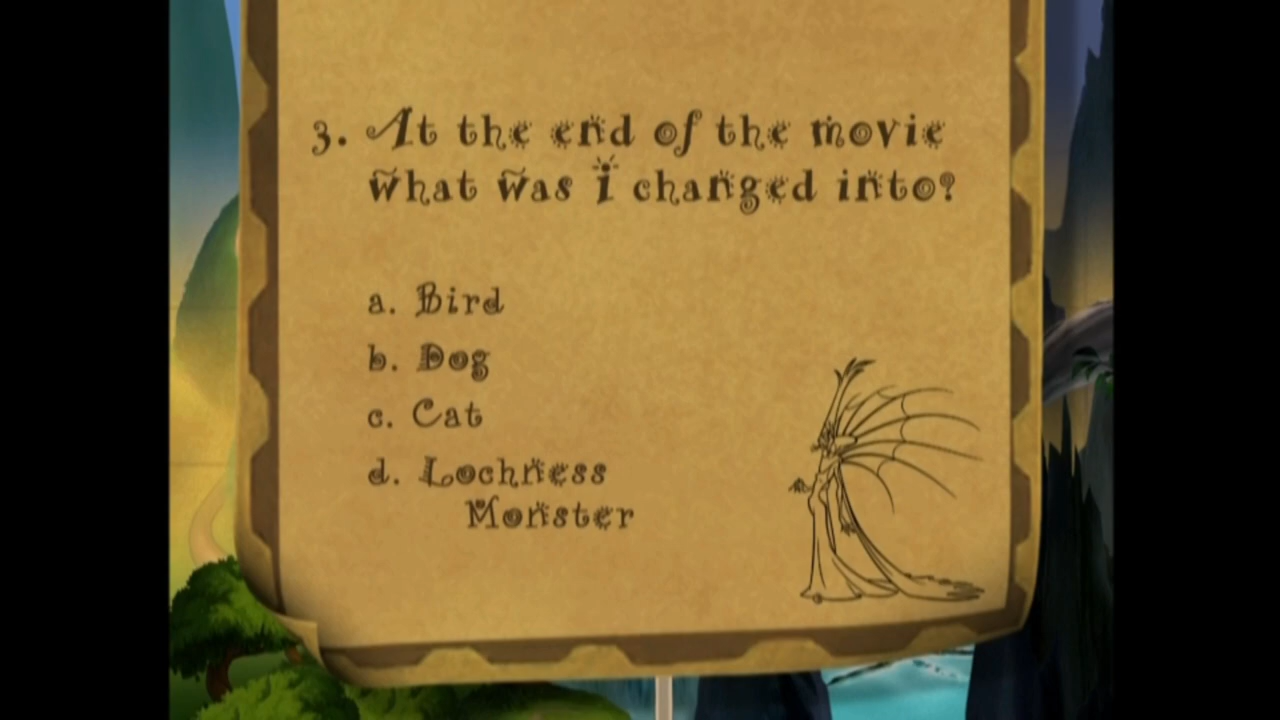 3. At the end of the movie
what was i changed into?
a. Bird
b. Dog
c. Cat
d. Lochness
Monster